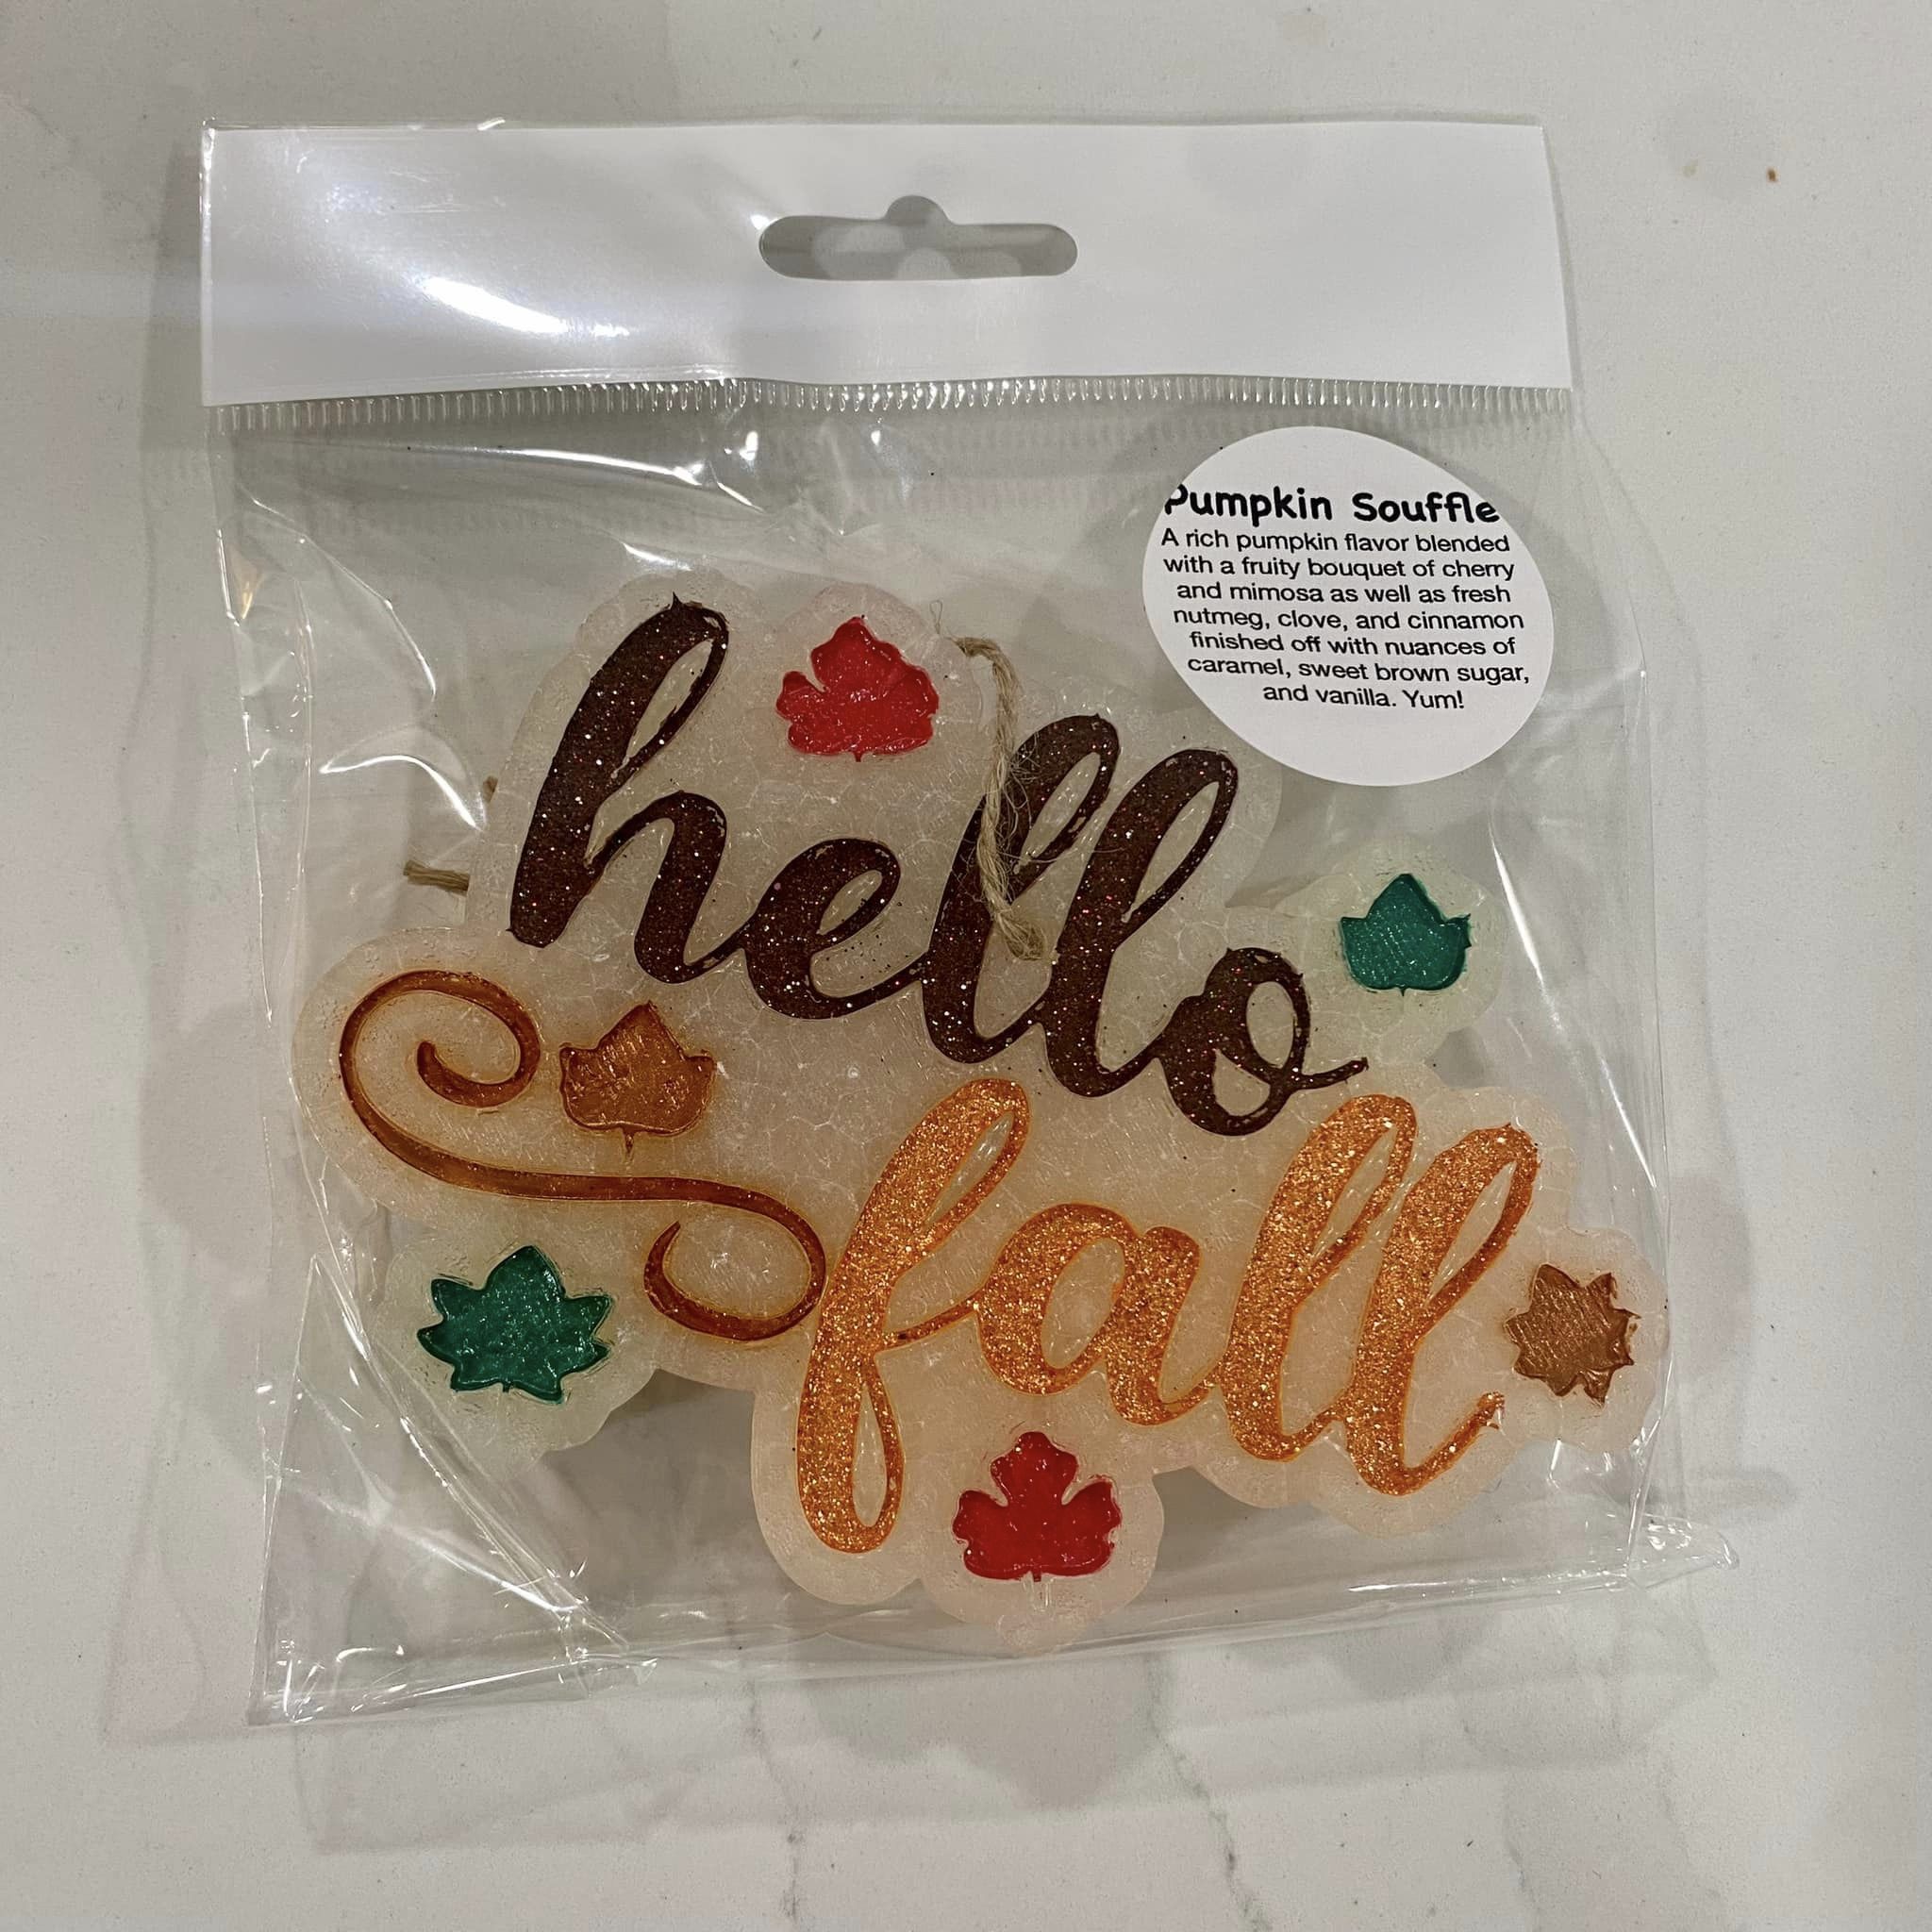 Pumpkin Souffle
A rich pumpkin flavor blended
with a fruity bouquet of cherry
and mimosa as well as fresh
nutmeg, clove, and cinnamon
finished off with nuances of
caramel, sweet brown sugar,
and vanilla. Yum!
hello
fall